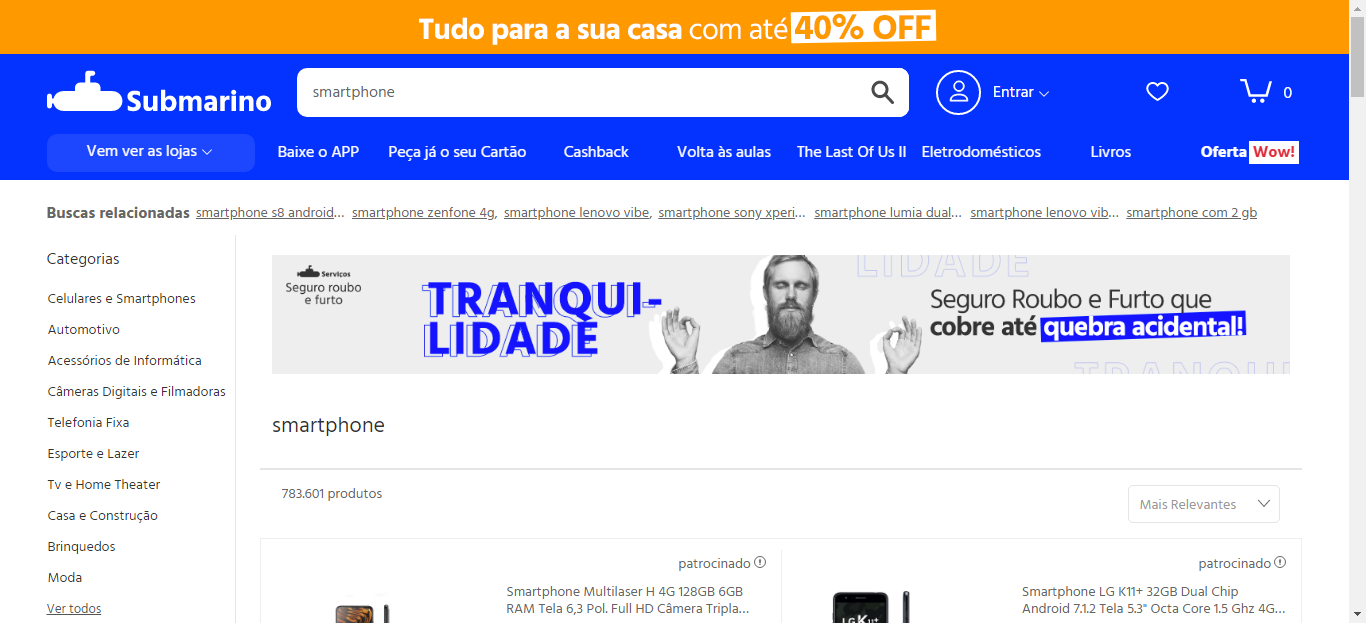 Tudo para a sua casa com até 40% OFF
Submarino
smartphone
Entrar
0
Vem ver as lojas
Baixe o APP
Peça já o seu Cartão
Cashback
Volta às aulas
The Last Of Us II
Eletrodomésticos
Livros
Oferta Wow!
Buscas relacionadas smartphone s8 android... smartphone zenfone 4g, smartphone lenovo vibe, smartphone sony xperi... smartphone lumia dual... smartphone lenovo vib... smartphone com 2 gb
Categorias
Celulares e Smartphones
Automotivo
Acessórios de Informática
Câmeras Digitais e Filmadoras
Telefonia Fixa
Esporte e Lazer
Tv e Home Theater
Casa e Construção
Brinquedos
Moda
Ver todos
Serviços
Seguro roubo
e furto
TRANQUI-
LIDADE
LIDADE
Seguro Roubo e Furto que
cobre até quebra acidental!
TRANQUI
smartphone
783.601 produtos
Mais Relevantes
patrocinado
Smartphone Multilaser H 4G 128GB 6GB
RAM Tela 6,3 Pol. Full HD Câmera Tripla...
patrocinado
Smartphone LG K11+ 32GB Dual Chip
Android 7.1.2 Tela 5.3" Octa Core 1.5 Ghz 4G...
LG K11+